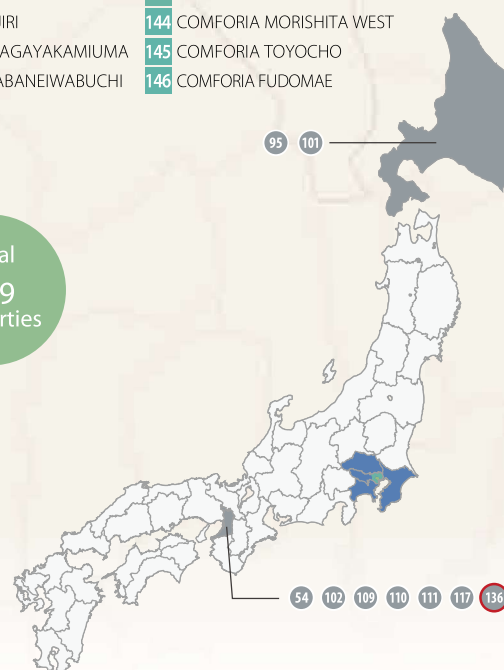 JIRI
144 COMFORIA MORISHITA WEST
AGAYAKAMIUMA
145 COMFORIA TOYOCHO
ABANEIWABUCHI
146 COMFORIA FUDOMAE
95 101
al
9
rties
54 102 109 110 111 117 136